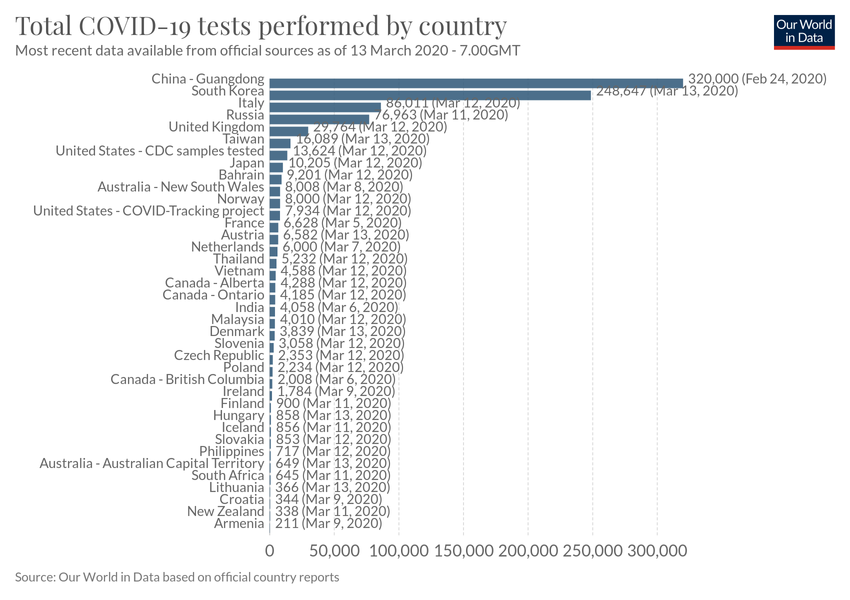 Total COVID-19 tests performed by country
Our World
in Data
Most recent data available from official sources as of 13 March 2020 - 7.00GMT
China - Guangdong 320,000 (Feb 24, 2020)
South Korea 248,647 (Mar 13, 2020)
Italy 86,011 (Mar 12, 2020)
Russia 76,963 (Mar 11, 2020)
United Kingdom 29,764 (Mar 12, 2020)
Taiwan 16,089 (Mar 13, 2020)
United States - CDC samples tested 13,624 (Mar 12, 2020)
Japan 10,205 (Mar 12, 2020)
Bahrain 9,201 (Mar 12, 2020)
Australia - New South Wales 8,008 (Mar 8, 2020)
Norway 8,000 (Mar 12, 2020)
United States - COVID-Tracking project 7,934 (Mar 12, 2020)
France 6,628 (Mar 5, 2020)
Austria 6,582 (Mar 13, 2020)
Netherlands 6,000 (Mar 7, 2020)
Thailand 5,232 (Mar 12, 2020)
Vietnam 4,588 (Mar 12, 2020)
Canada - Alberta 4,288 (Mar 12, 2020)
Canada - Ontario 4,185 (Mar 12, 2020)
India 4,058 (Mar 6, 2020)
Malaysia 4,010 (Mar 12, 2020)
Denmark 3,839 (Mar 13, 2020)
Slovenia 3,058 (Mar 12, 2020)
Czech Republic 2,353 (Mar 12, 2020)
Poland 2,234 (Mar 12, 2020)
Canada - British Columbia 2,008 (Mar 6, 2020)
Ireland 1,784 (Mar 9, 2020)
Finland 900 (Mar 11, 2020)
Hungary 858 (Mar 13, 2020)
Iceland 856 (Mar 11, 2020)
Slovakia 853 (Mar 12, 2020)
Philippines 717 (Mar 12, 2020)
Australia - Australian Capital Territory 649 (Mar 13, 2020)
South Africa 645 (Mar 11, 2020)
Lithuania 366 (Mar 13, 2020)
Croatia 344 (Mar 9, 2020)
New Zealand 338 (Mar 11, 2020)
Armenia 211 (Mar 9, 2020)
0 50,000 100,000 150,000 200,000 250,000 300,000
Source: Our World in Data based on official country reports